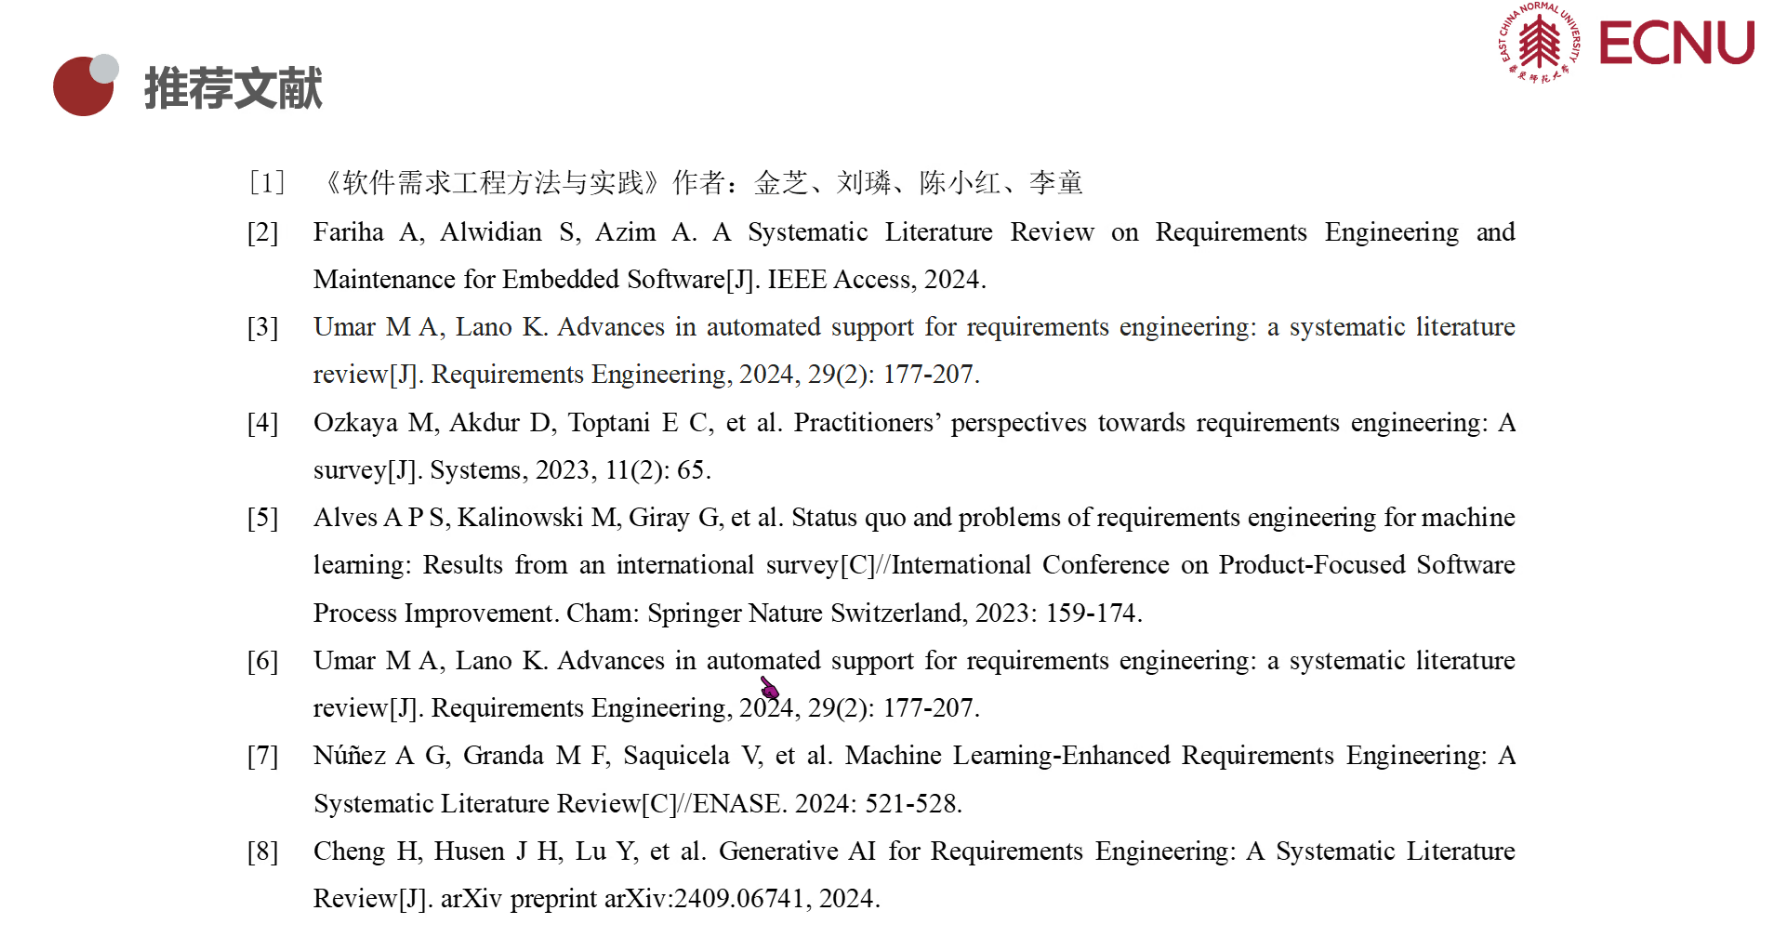 EAST CHINA NORMAL UNIVERSITY
华东师范大学
ECNU
推荐文献
[1] 《软件需求工程方法与实践》作者：金芝、刘璘、陈小红、李童
[2] Fariha A, Alwidian S, Azim A. A Systematic Literature Review on Requirements Engineering and
Maintenance for Embedded Software[J]. IEEE Access, 2024.
[3] Umar M A, Lano K. Advances in automated support for requirements engineering: a systematic literature
review[J]. Requirements Engineering, 2024, 29(2): 177-207.
[4] Ozkaya M, Akdur D, Toptani E C, et al. Practitioners’ perspectives towards requirements engineering: A
survey[J]. Systems, 2023, 11(2): 65.
[5] Alves A P S, Kalinowski M, Giray G, et al. Status quo and problems of requirements engineering for machine
learning: Results from an international survey[C]//International Conference on Product-Focused Software
Process Improvement. Cham: Springer Nature Switzerland, 2023: 159-174.
[6] Umar M A, Lano K. Advances in automated support for requirements engineering: a systematic literature
review[J]. Requirements Engineering, 2024, 29(2): 177-207.
[7] Núñez A G, Granda M F, Saquicela V, et al. Machine Learning-Enhanced Requirements Engineering: A
Systematic Literature Review[C]//ENASE. 2024: 521-528.
[8] Cheng H, Husen J H, Lu Y, et al. Generative AI for Requirements Engineering: A Systematic Literature
Review[J]. arXiv preprint arXiv:2409.06741, 2024.